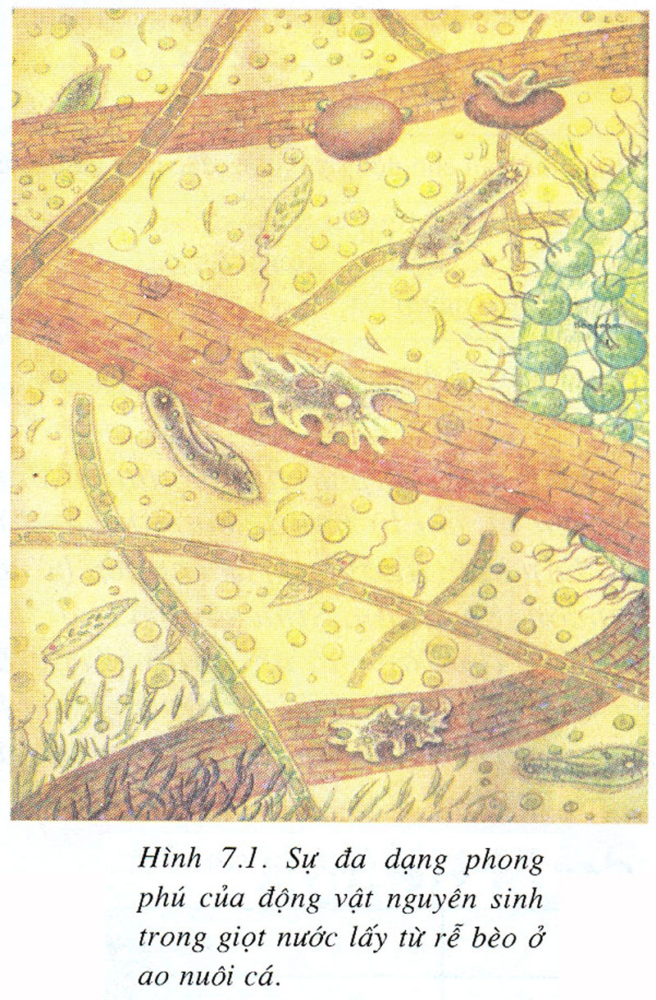 Hình 7.1. Sự đa dạng phong
phú của động vật nguyên sinh
trong giọt nước lấy từ rễ bèo ở
ao nuôi cá.